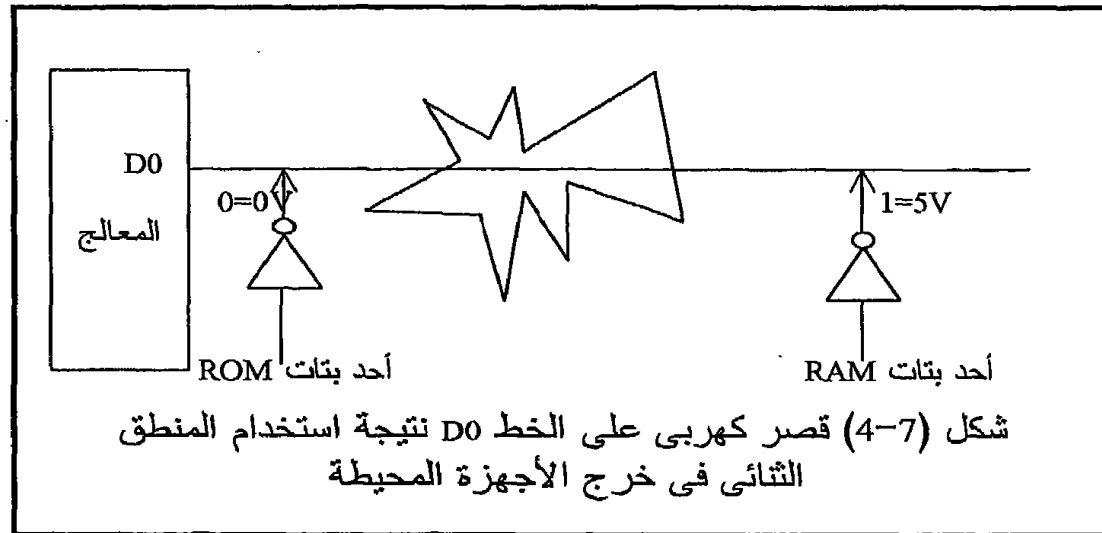 D0
0=0V
1=5V
المعالج
أحد بتات ROM
أحد بتات RAM
شكل (7-4) قصر كهربى على الخط D0 نتيجة استخدام المنطق
الثنائى فى خرج الأجهزة المحيطة